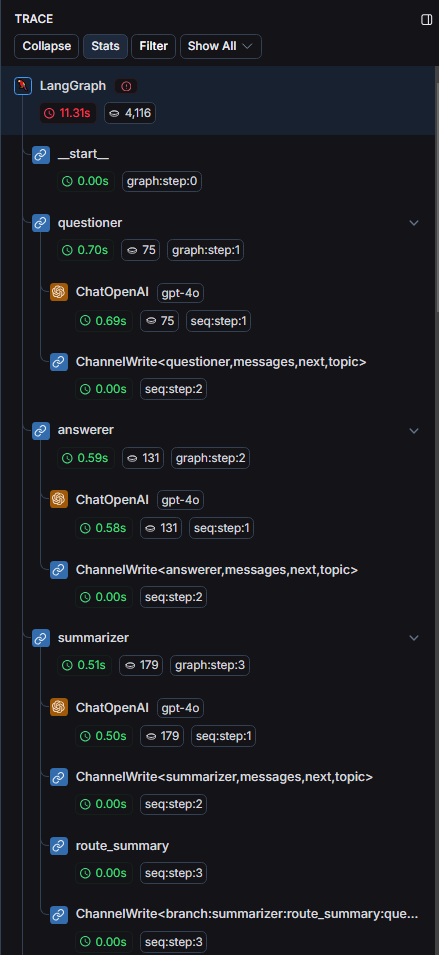 TRACE
Collapse Stats Filter Show All
LangGraph
11.31s 4,116
__start__
0.00s graph:step:0
questioner
0.70s 75 graph:step:1
ChatOpenAI gpt-4o
0.69s 75 seq:step:1
ChannelWrite<questioner,messages,next,topic>
0.00s seq:step:2
answerer
0.59s 131 graph:step:2
ChatOpenAI gpt-4o
0.58s 131 seq:step:1
ChannelWrite<answerer,messages,next,topic>
0.00s seq:step:2
summarizer
0.51s 179 graph:step:3
ChatOpenAI gpt-4o
0.50s 179 seq:step:1
ChannelWrite<summarizer,messages,next,topic>
0.00s seq:step:2
route_summary
0.00s seq:step:3
ChannelWrite<branch:summarizer:route_summary:que...
0.00s seq:step:3